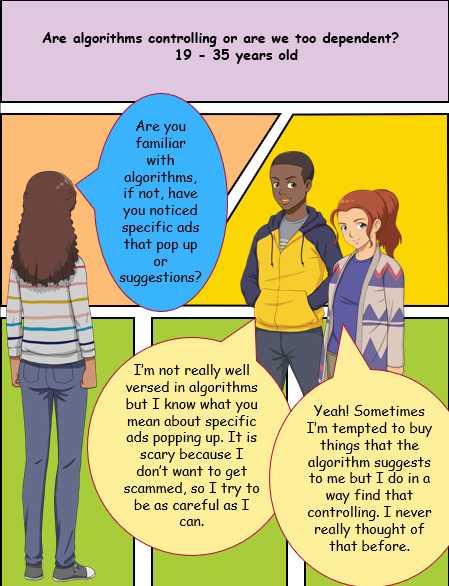 Are algorithms controlling or are we too dependent?
19 - 35 years old
Are you
familiar
with
algorithms,
if not, have
you noticed
specific ads
that pop up
or
suggestions?
I'm not really well
versed in algorithms
but I know what you
mean about specific
ads popping up. It is
scary because I
don't want to get
scammed, so I try to
be as careful as I
can.
Yeah! Sometimes
I'm tempted to buy
things that the
algorithm suggests
to me but I do in a
way find that
controlling. I never
really thought of
that before.